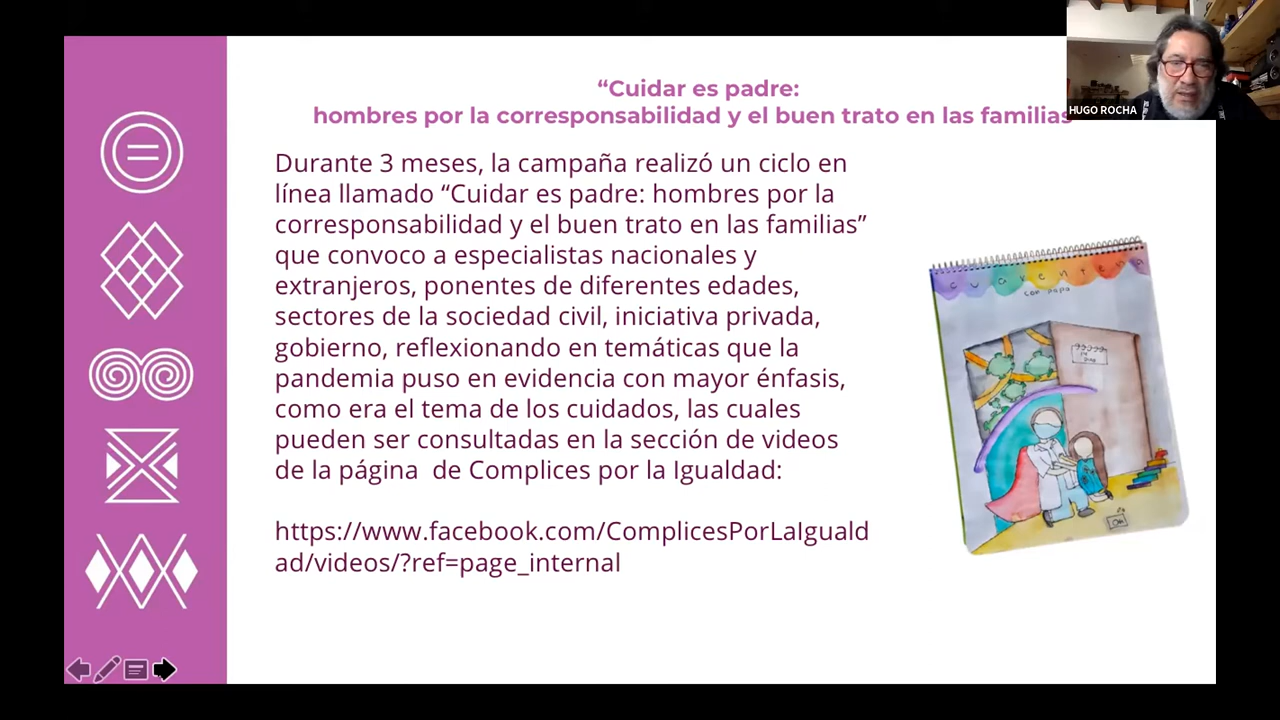 “Cuidar es padre:
hombres por la corresponsabilidad y el buen trato en las familias
HUGO ROCHA
Durante 3 meses, la campaña realizó un ciclo en
línea llamado “Cuidar es padre: hombres por la
corresponsabilidad y el buen trato en las familias”
que convoco a especialistas nacionales y
extranjeros, ponentes de diferentes edades,
sectores de la sociedad civil, iniciativa privada,
gobierno, reflexionando en temáticas que la
pandemia puso en evidencia con mayor énfasis,
como era el tema de los cuidados, las cuales
pueden ser consultadas en la sección de videos
de la página  de Complices por la Igualdad:
https://www.facebook.com/ComplicesPorLaIguald
ad/videos/?ref=page_internal
cuarentena
con papá